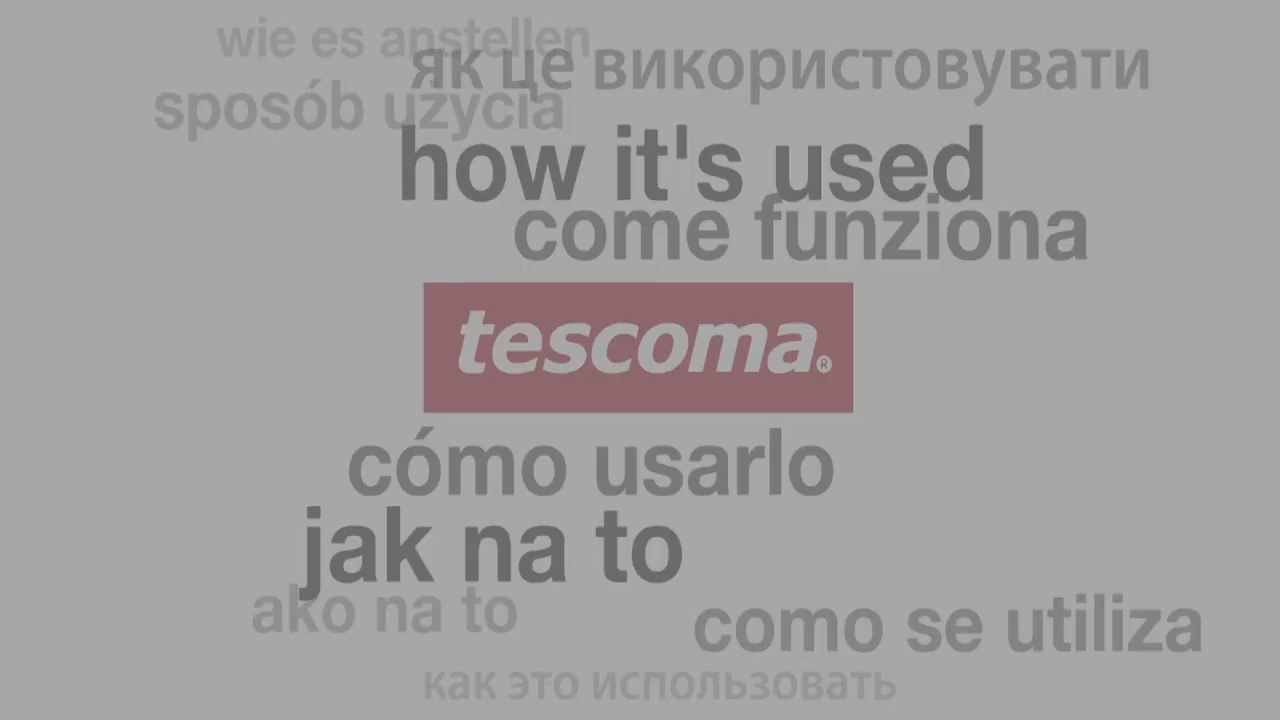 wie es anstellen
як це використовувати
sposób użycia
how it's used
come funziona
tescoma.®
cómo usarlo
jak na to
ako na to
como se utiliza
как это использовать